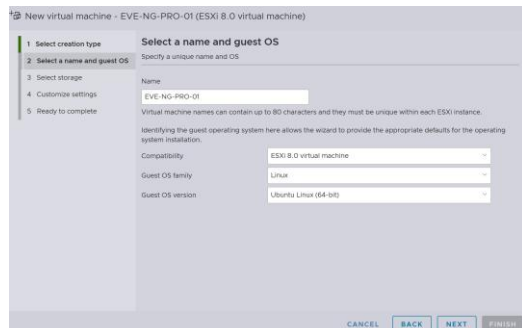 New virtual machine - EVE-NG-PRO-01 (ESXi 8.0 virtual machine)
1 Select creation type
2 Select a name and guest OS
3 Select storage
4 Customize settings
5 Ready to complete
Select a name and guest OS
Specify a unique name and OS
Name
EVE-NG-PRO-01
Virtual machine names can contain up to 80 characters and they must be unique within each ESXi instance.
Identifying the guest operating system here allows the wizard to provide the appropriate defaults for the operating
system installation.
Compatibility
ESXi 8.0 virtual machine
Guest OS family
Linux
Guest OS version
Ubuntu Linux (64-bit)
CANCEL
BACK
NEXT
FINISH